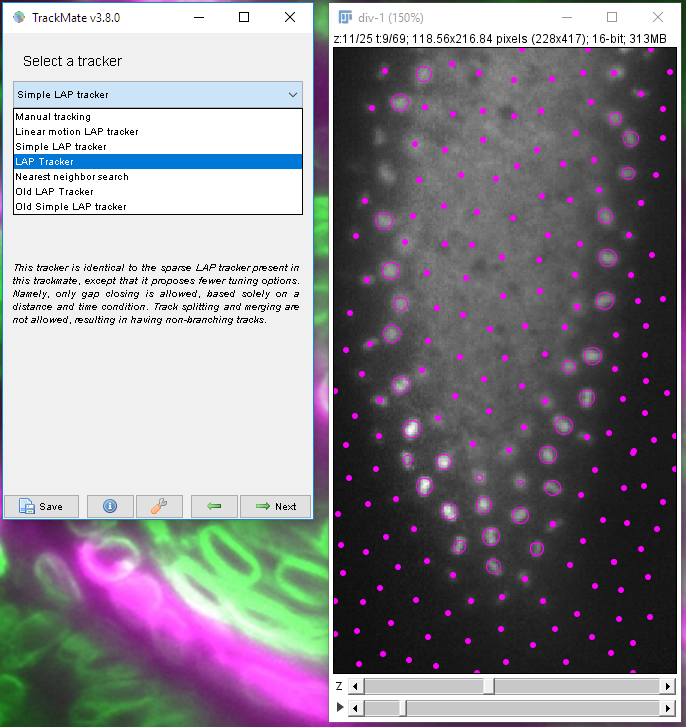 TrackMate v3.8.0
Select a tracker
Simple LAP tracker
Manual tracking
Linear motion LAP tracker
Simple LAP tracker
LAP Tracker
Nearest neighbor search
Old LAP Tracker
Old Simple LAP tracker
This tracker is identical to the sparse LAP tracker present in
this trackmate, except that it proposes fewer tuning options.
Namely, only gap closing is allowed, based solely on a
distance and time condition. Track splitting and merging are
not allowed, resulting in having non-branching tracks.
Save
Next
div-1 (150%)
z:11/25 t:9/69; 118.56x216.84 pixels (228x417); 16-bit; 313MB
z